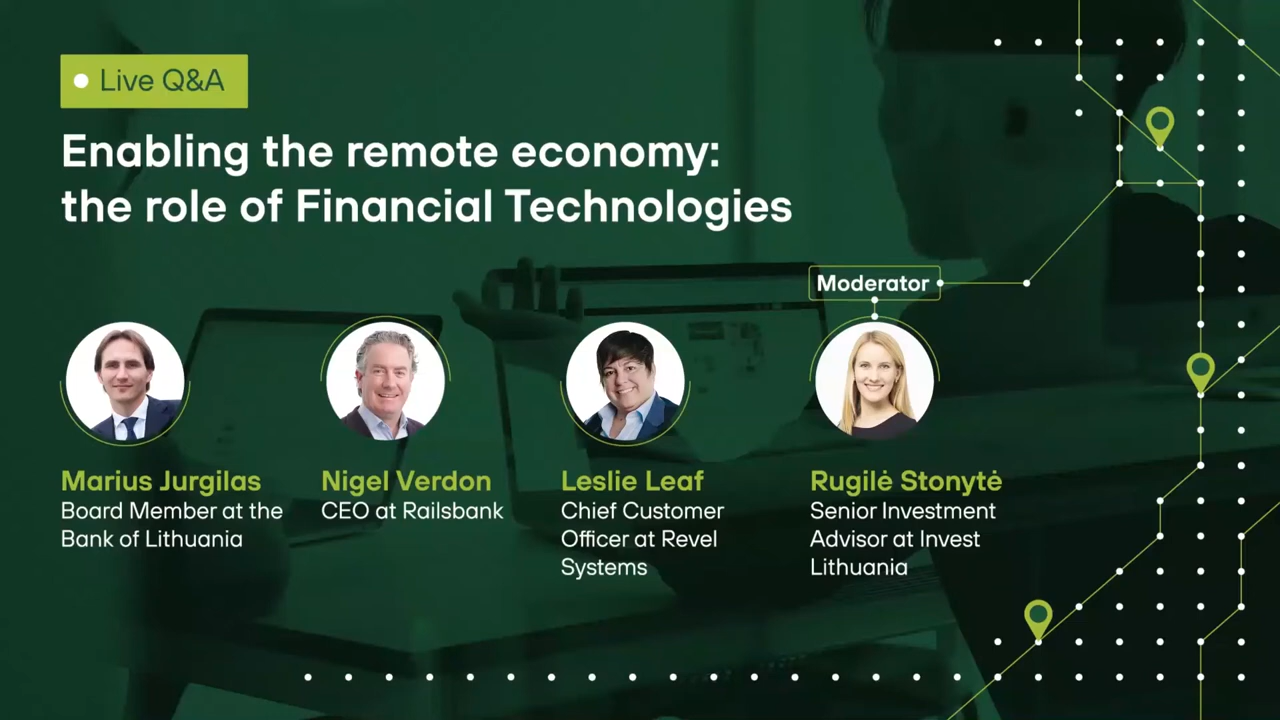 Live Q&A
Enabling the remote economy:
the role of Financial Technologies
Moderator
Marius Jurgilas
Board Member at the
Bank of Lithuania
Nigel Verdon
CEO at Railsbank
Leslie Leaf
Chief Customer
Officer at Revel
Systems
Rugilė Stonytė
Senior Investment
Advisor at Invest
Lithuania